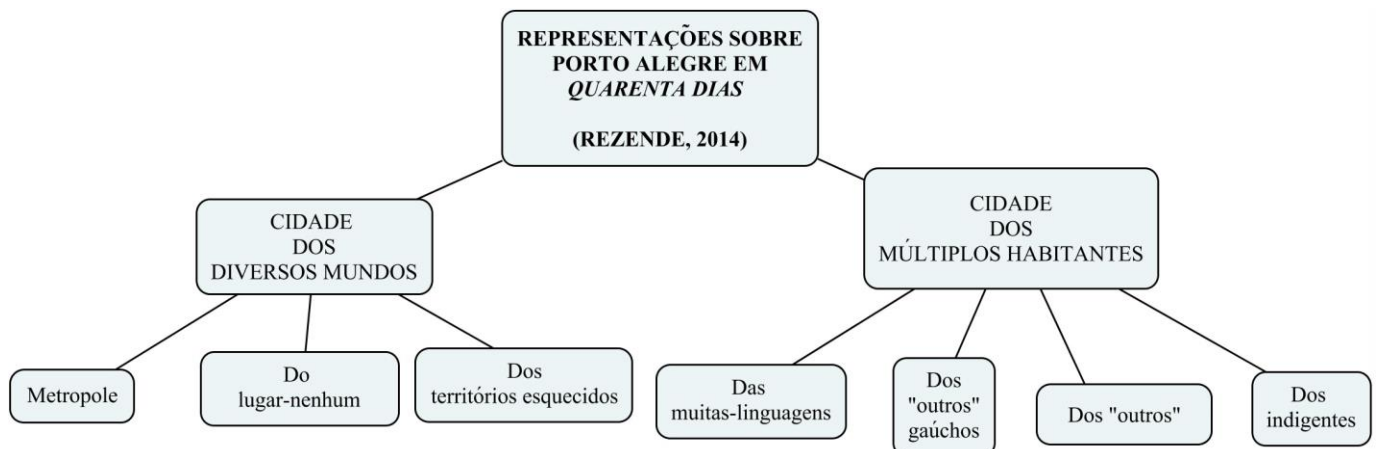 REPRESENTAÇÕES SOBRE
PORTO ALEGRE EM
QUARENTA DIAS
(REZENDE, 2014)
CIDADE
DOS
DIVERSOS MUNDOS
CIDADE
DOS
MÚLTIPLOS HABITANTES
Metropole
Do
lugar-nenhum
Dos
territórios esquecidos
Das
muitas-linguagens
Dos
"outros"
gaúchos
Dos "outros"
Dos
indigentes